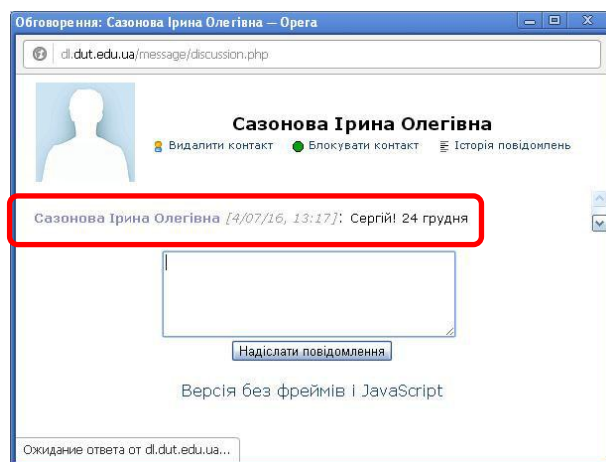 Обговорення: Сазонова Ірина Олегівна — Opera
dl.dut.edu.ua/message/discussion.php
Сазонова Ірина Олегівна
Видалити контакт Блокувати контакт Історія повідомлень
Сазонова Ірина Олегівна [4/07/16, 13:17]: Сергій! 24 грудня
Надіслати повідомлення
Версія без фреймів і JavaScript
Ожидание ответа от dl.dut.edu.ua...